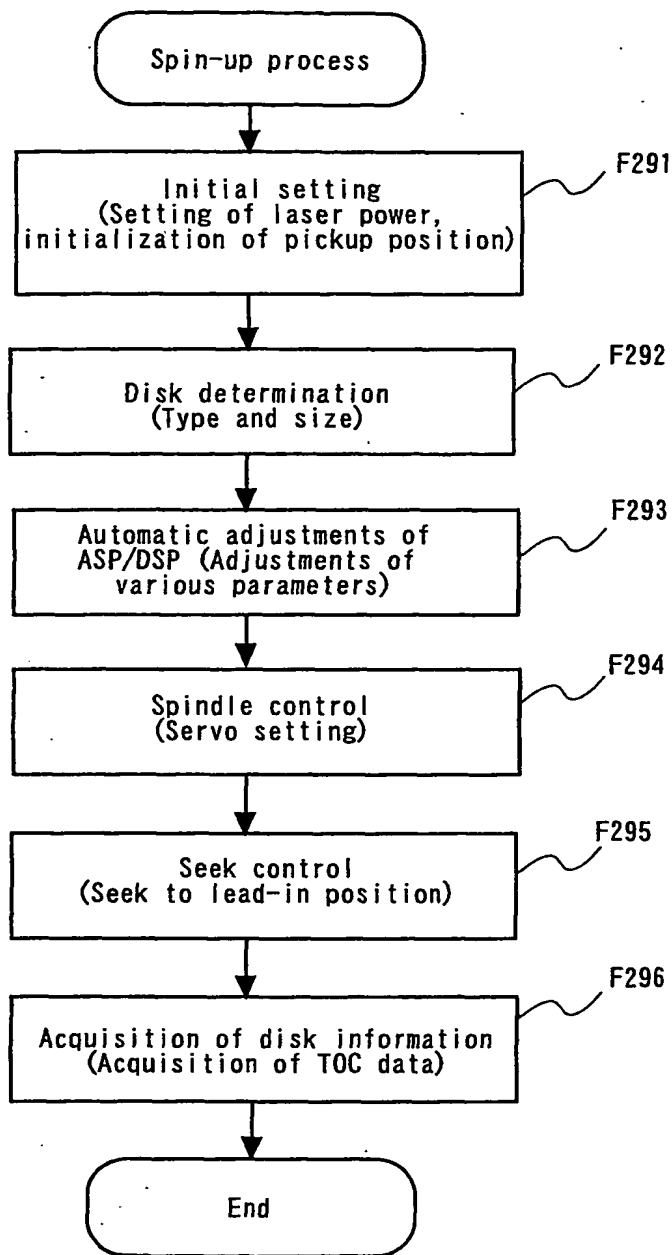 Spin-up process
F291
Initial setting
(Setting of laser power,
initialization of pickup position)
F292
Disk determination
(Type and size)
F293
Automatic adjustments of
ASP/DSP (Adjustments of
various parameters)
F294
Spindle control
(Servo setting)
F295
Seek control
(Seek to lead-in position)
F296
Acquisition of disk information
(Acquisition of TOC data)
End